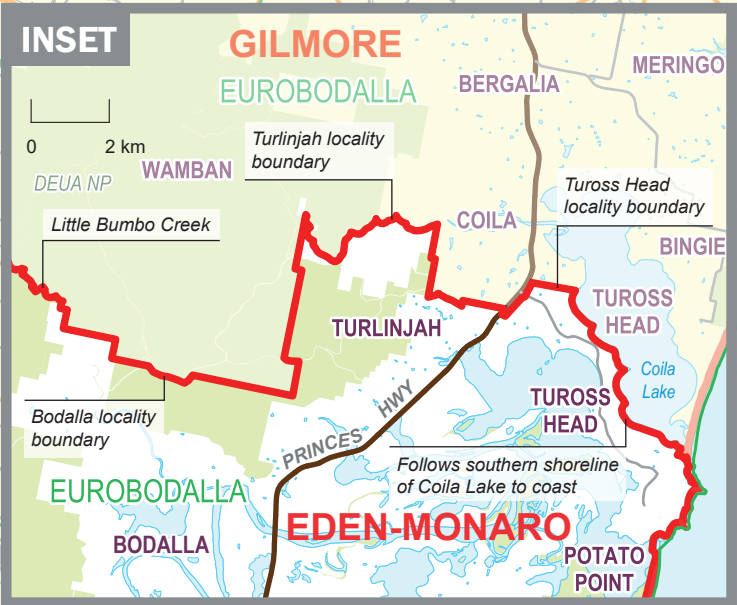 INSET
GILMORE
EUROBODALLA
BERGALIA
MERINGO
0 2 km
Turlinjah locality
boundary
WAMBAN
DEUA NP
Tuross Head
locality boundary
Little Bumbo Creek
COILA
BINGIE
TUROSS
HEAD
TURLINJAH
Coila
Lake
TUROSS
HEAD
PRINCES HWY
Bodalla locality
boundary
Follows southern shoreline
of Coila Lake to coast
EUROBODALLA
EDEN-MONARO
BODALLA
POTATO
POINT